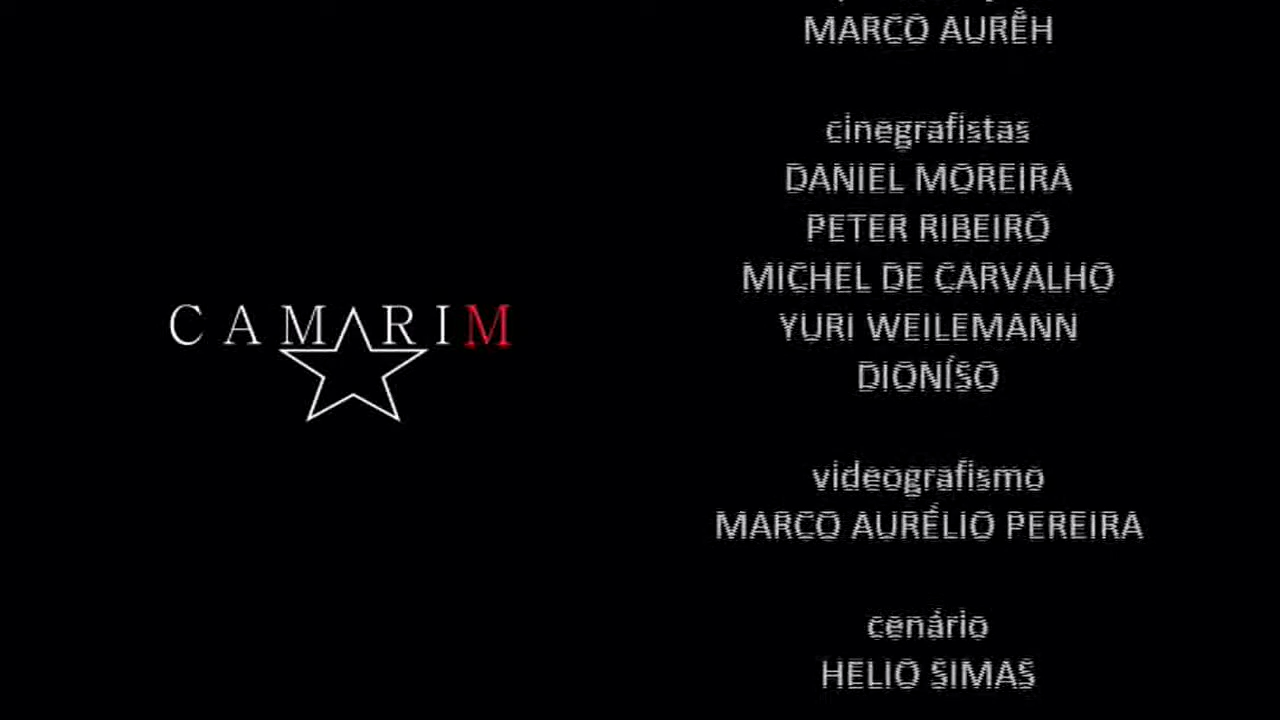 CAMARIM
MARCO AURÊH
cinegrafistas
DANIEL MOREIRA
PETER RIBEIRO
MICHEL DE CARVALHO
YURI WEILEMANN
DIONÍSO
videografismo
MARCO AURÉLIO PEREIRA
cenário
HELIO SIMAS